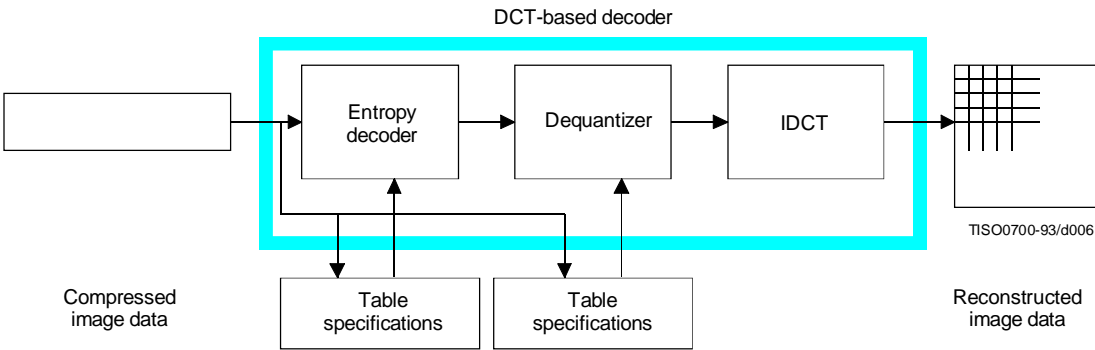 DCT-based decoder
Entropy
decoder
Dequantizer
IDCT
TISO0700-93/d006
Compressed
image data
Table
specifications
Table
specifications
Reconstructed
image data